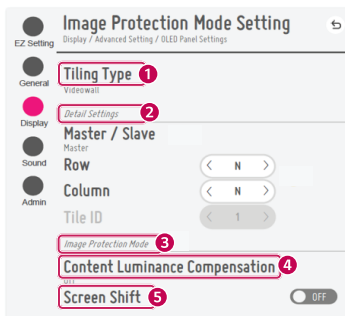 Image Protection Mode Setting
Display / Advanced Setting / OLED Panel Settings
EZ Setting
General
Display
Sound
Admin
Tiling Type 1
Videowall
Detail Settings 2
Master / Slave
Master
Row < N >
Column < N >
Tile ID < 1 >
Image Protection Mode 3
Content Luminance Compensation 4
Off
Screen Shift 5
OFF